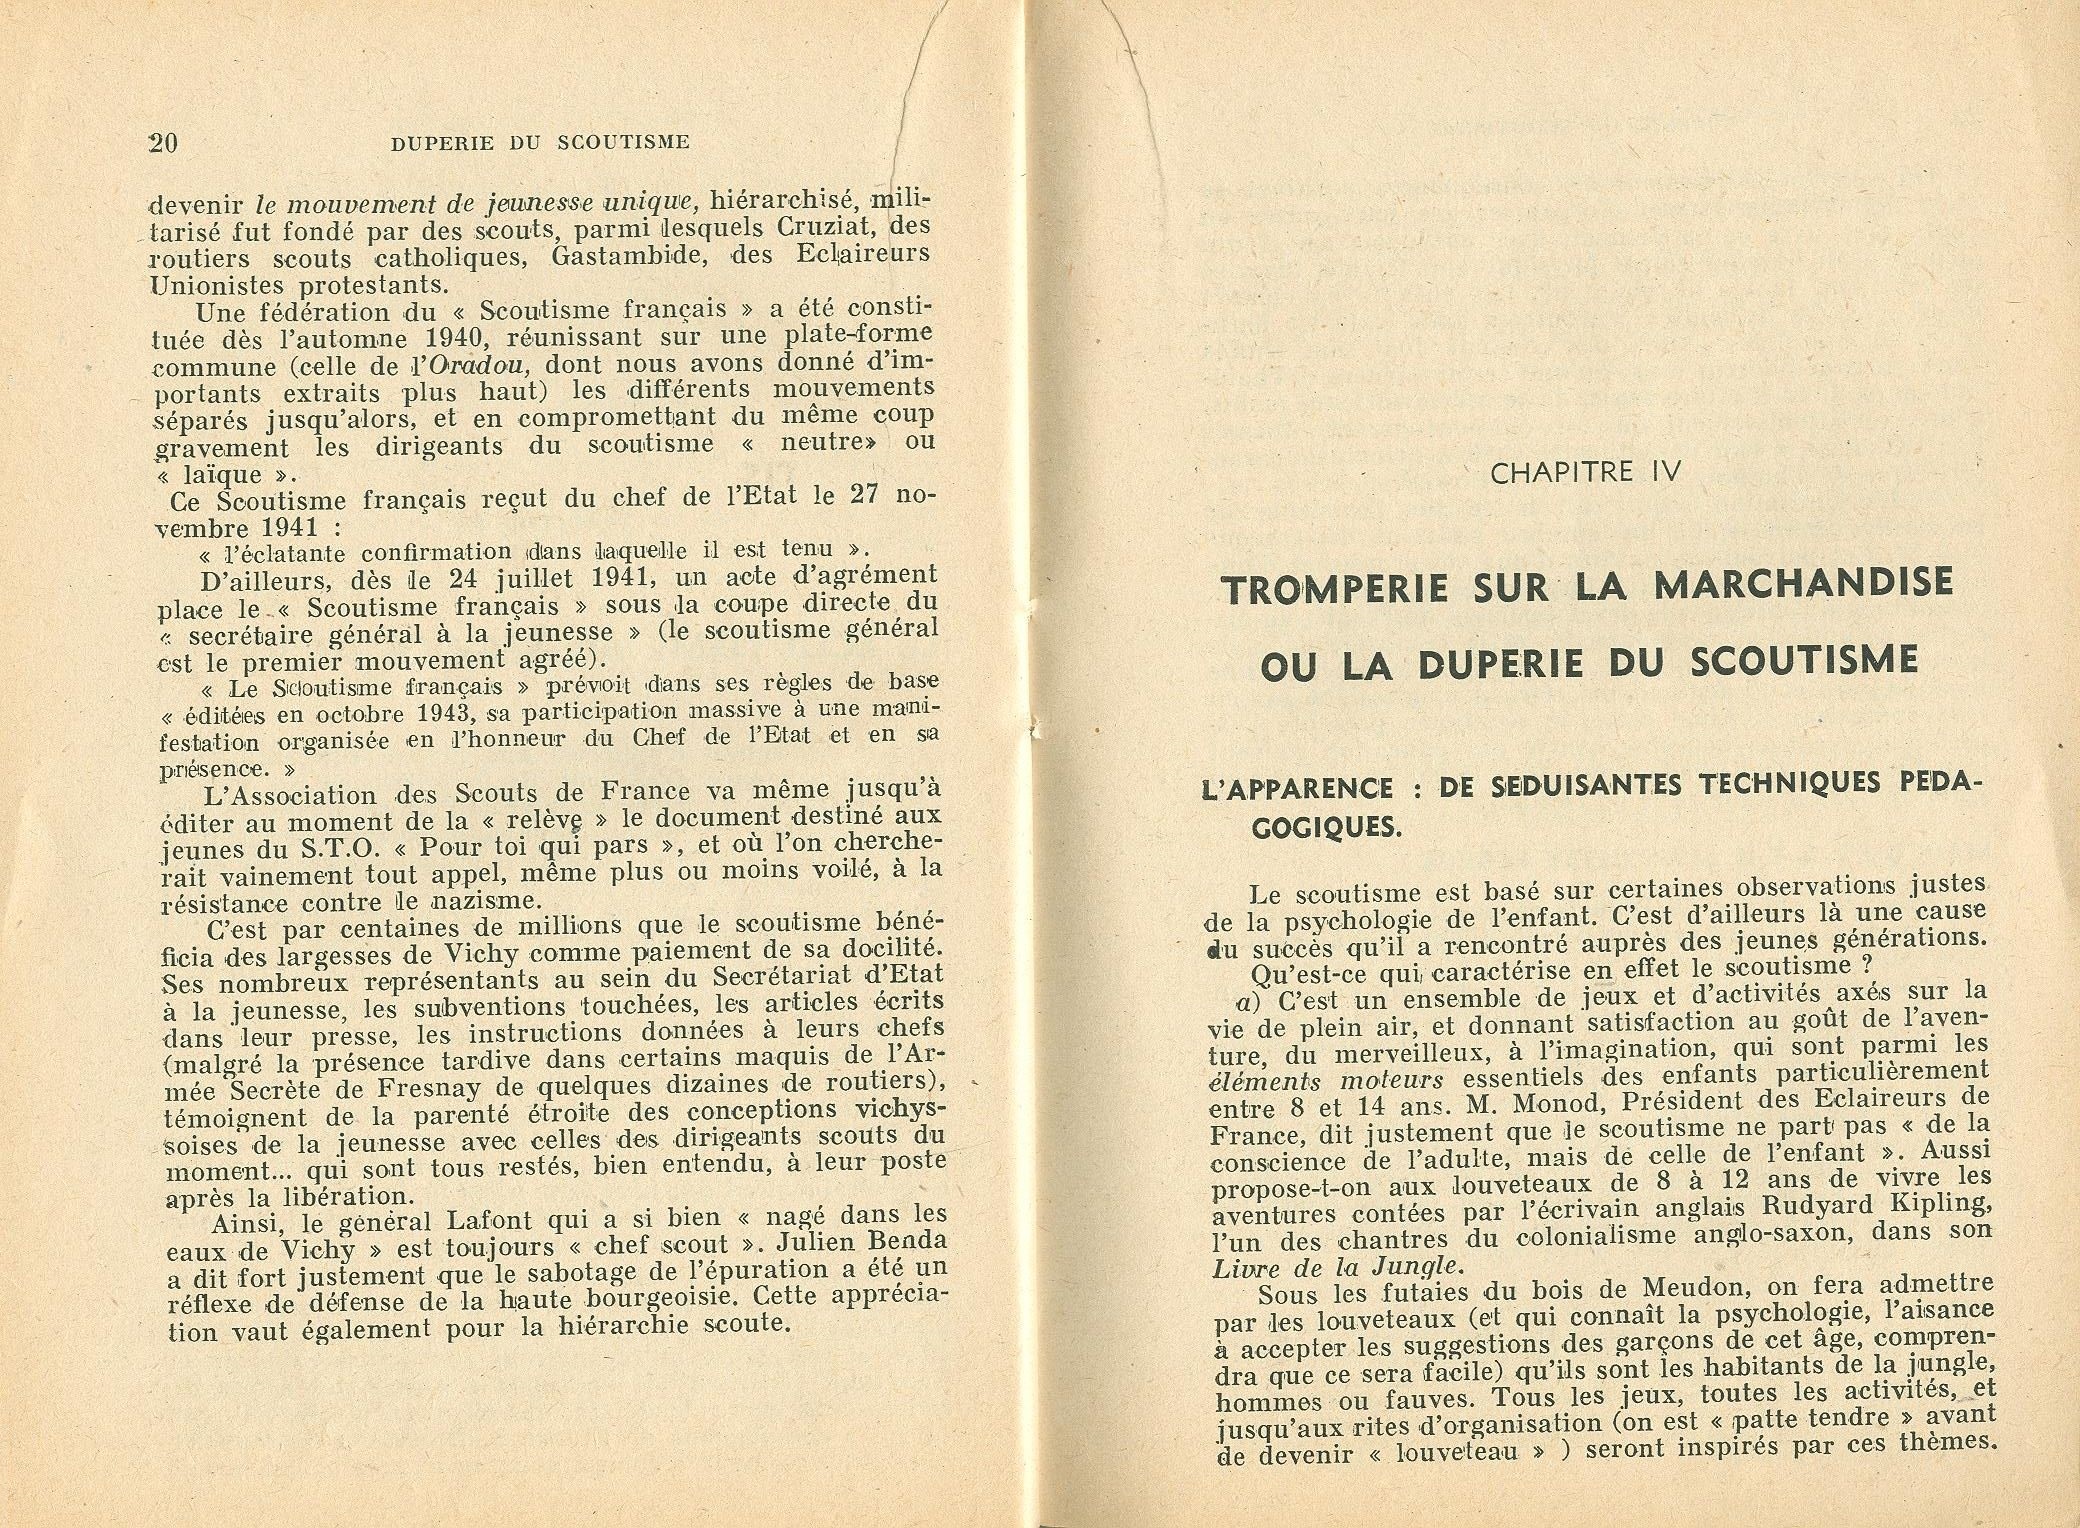 20 DUPERIE DU SCOUTISME
devenir le mouvement de jeunesse unique, hiérarchisé, mili-
tarisé fut fondé par des scouts, parmi lesquels Cruziat, des
routiers scouts catholiques, Gastambide, des Eclaireurs
Unionistes protestants.
Une fédération du « Scoutisme français » a été consti-
tuée dès l'automne 1940, réunissant sur une plate-forme
commune (celle de l'Oradou, dont nous avons donné d'im-
portants extraits plus haut) les différents mouvements
séparés jusqu'alors, et en compromettant du même coup
gravement les dirigeants du scoutisme « neutre» ou
« laïque ».
Ce Scoutisme français reçut du chef de l'Etat le 27 no-
vembre 1941 :
« l'éclatante confirmation dans laquelle il est tenu ».
D'ailleurs, dès le 24 juillet 1941, un acte d'agrément
place le « Scoutisme français » sous la coupe directe du
« secrétaire général à la jeunesse » (le scoutisme général
est le premier mouvement agréé).
« Le Scoutisme français » prévoit dans ses règles de base
« éditées en octobre 1943, sa participation massive à une mani-
festation organisée en l'honneur du Chef de l'Etat et en sa
présence. »
L'Association des Scouts de France va même jusqu'à
éditer au moment de la « relève » le document destiné aux
jeunes du S.T.O. « Pour toi qui pars », et où l'on cherche-
rait vainement tout appel, même plus ou moins voilé, à la
résistance contre le nazisme.
C'est par centaines de millions que le scoutisme béné-
ficia des largesses de Vichy comme paiement de sa docilité.
Ses nombreux représentants au sein du Secrétariat d'Etat
à la jeunesse, les subventions touchées, les articles écrits
dans leur presse, les instructions données à leurs chefs
(malgré la présence tardive dans certains maquis de l'Ar-
mée Secrète de Fresnay de quelques dizaines de routiers),
témoignent de la parenté étroite des conceptions vichys-
soises de la jeunesse avec celles des dirigeants scouts du
moment... qui sont tous restés, bien entendu, à leur poste
après la libération.
Ainsi, le général Lafont qui a si bien « nagé dans les
eaux de Vichy » est toujours « chef scout ». Julien Benda
a dit fort justement que le sabotage de l'épuration a été un
réflexe de défense de la haute bourgeoisie. Cette apprécia-
tion vaut également pour la hiérarchie scoute.
CHAPITRE IV
TROMPERIE SUR LA MARCHANDISE
OU LA DUPERIE DU SCOUTISME
L'APPARENCE : DE SEDUISANTES TECHNIQUES PEDA-
GOGIQUES.
Le scoutisme est basé sur certaines observations justes
de la psychologie de l'enfant. C'est d'ailleurs là une cause
du succès qu'il a rencontré auprès des jeunes générations.
Qu'est-ce qui caractérise en effet le scoutisme ?
a) C'est un ensemble de jeux et d'activités axés sur la
vie de plein air, et donnant satisfaction au goût de l'aven-
ture, du merveilleux, à l'imagination, qui sont parmi les
éléments moteurs essentiels des enfants particulièrement
entre 8 et 14 ans. M. Monod, Président des Eclaireurs de
France, dit justement que le scoutisme ne part pas « de la
conscience de l'adulte, mais de celle de l'enfant ». Aussi
propose-t-on aux louveteaux de 8 à 12 ans de vivre les
aventures contées par l'écrivain anglais Rudyard Kipling,
l'un des chantres du colonialisme anglo-saxon, dans son
Livre de la Jungle.
Sous les futaies du bois de Meudon, on fera admettre
par les louveteaux (et qui connaît la psychologie, l'aisance
à accepter les suggestions des garçons de cet âge, compren-
dra que ce sera facile) qu'ils sont les habitants de la jungle,
hommes ou fauves. Tous les jeux, toutes les activités, et
jusqu'aux rites d'organisation (on est « patte tendre » avant
de devenir « louveteau » ) seront inspirés par ces thèmes.